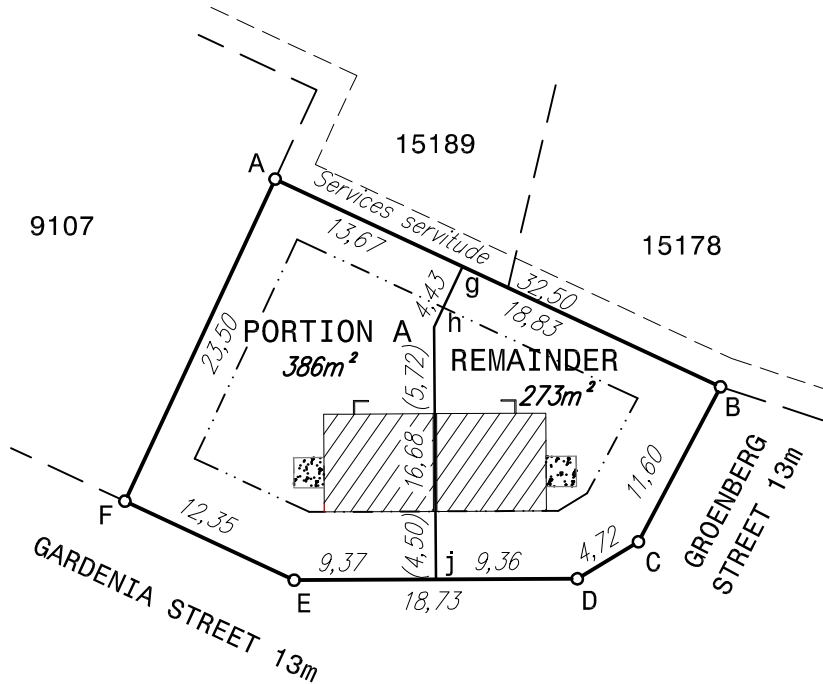 15189
A
Services servitude
9107
13,67
15178
g
32,50
4.43
18,83
h
PORTION A
386m²
23,50
(5,72)
REMAINDER
273m²
B
16,68
11,60
GROENBERG
STREET 13m
F
12,35
4,72
C
(4,50)
j
9,37
9,36
E
D
18,73
GARDENIA STREET 13m